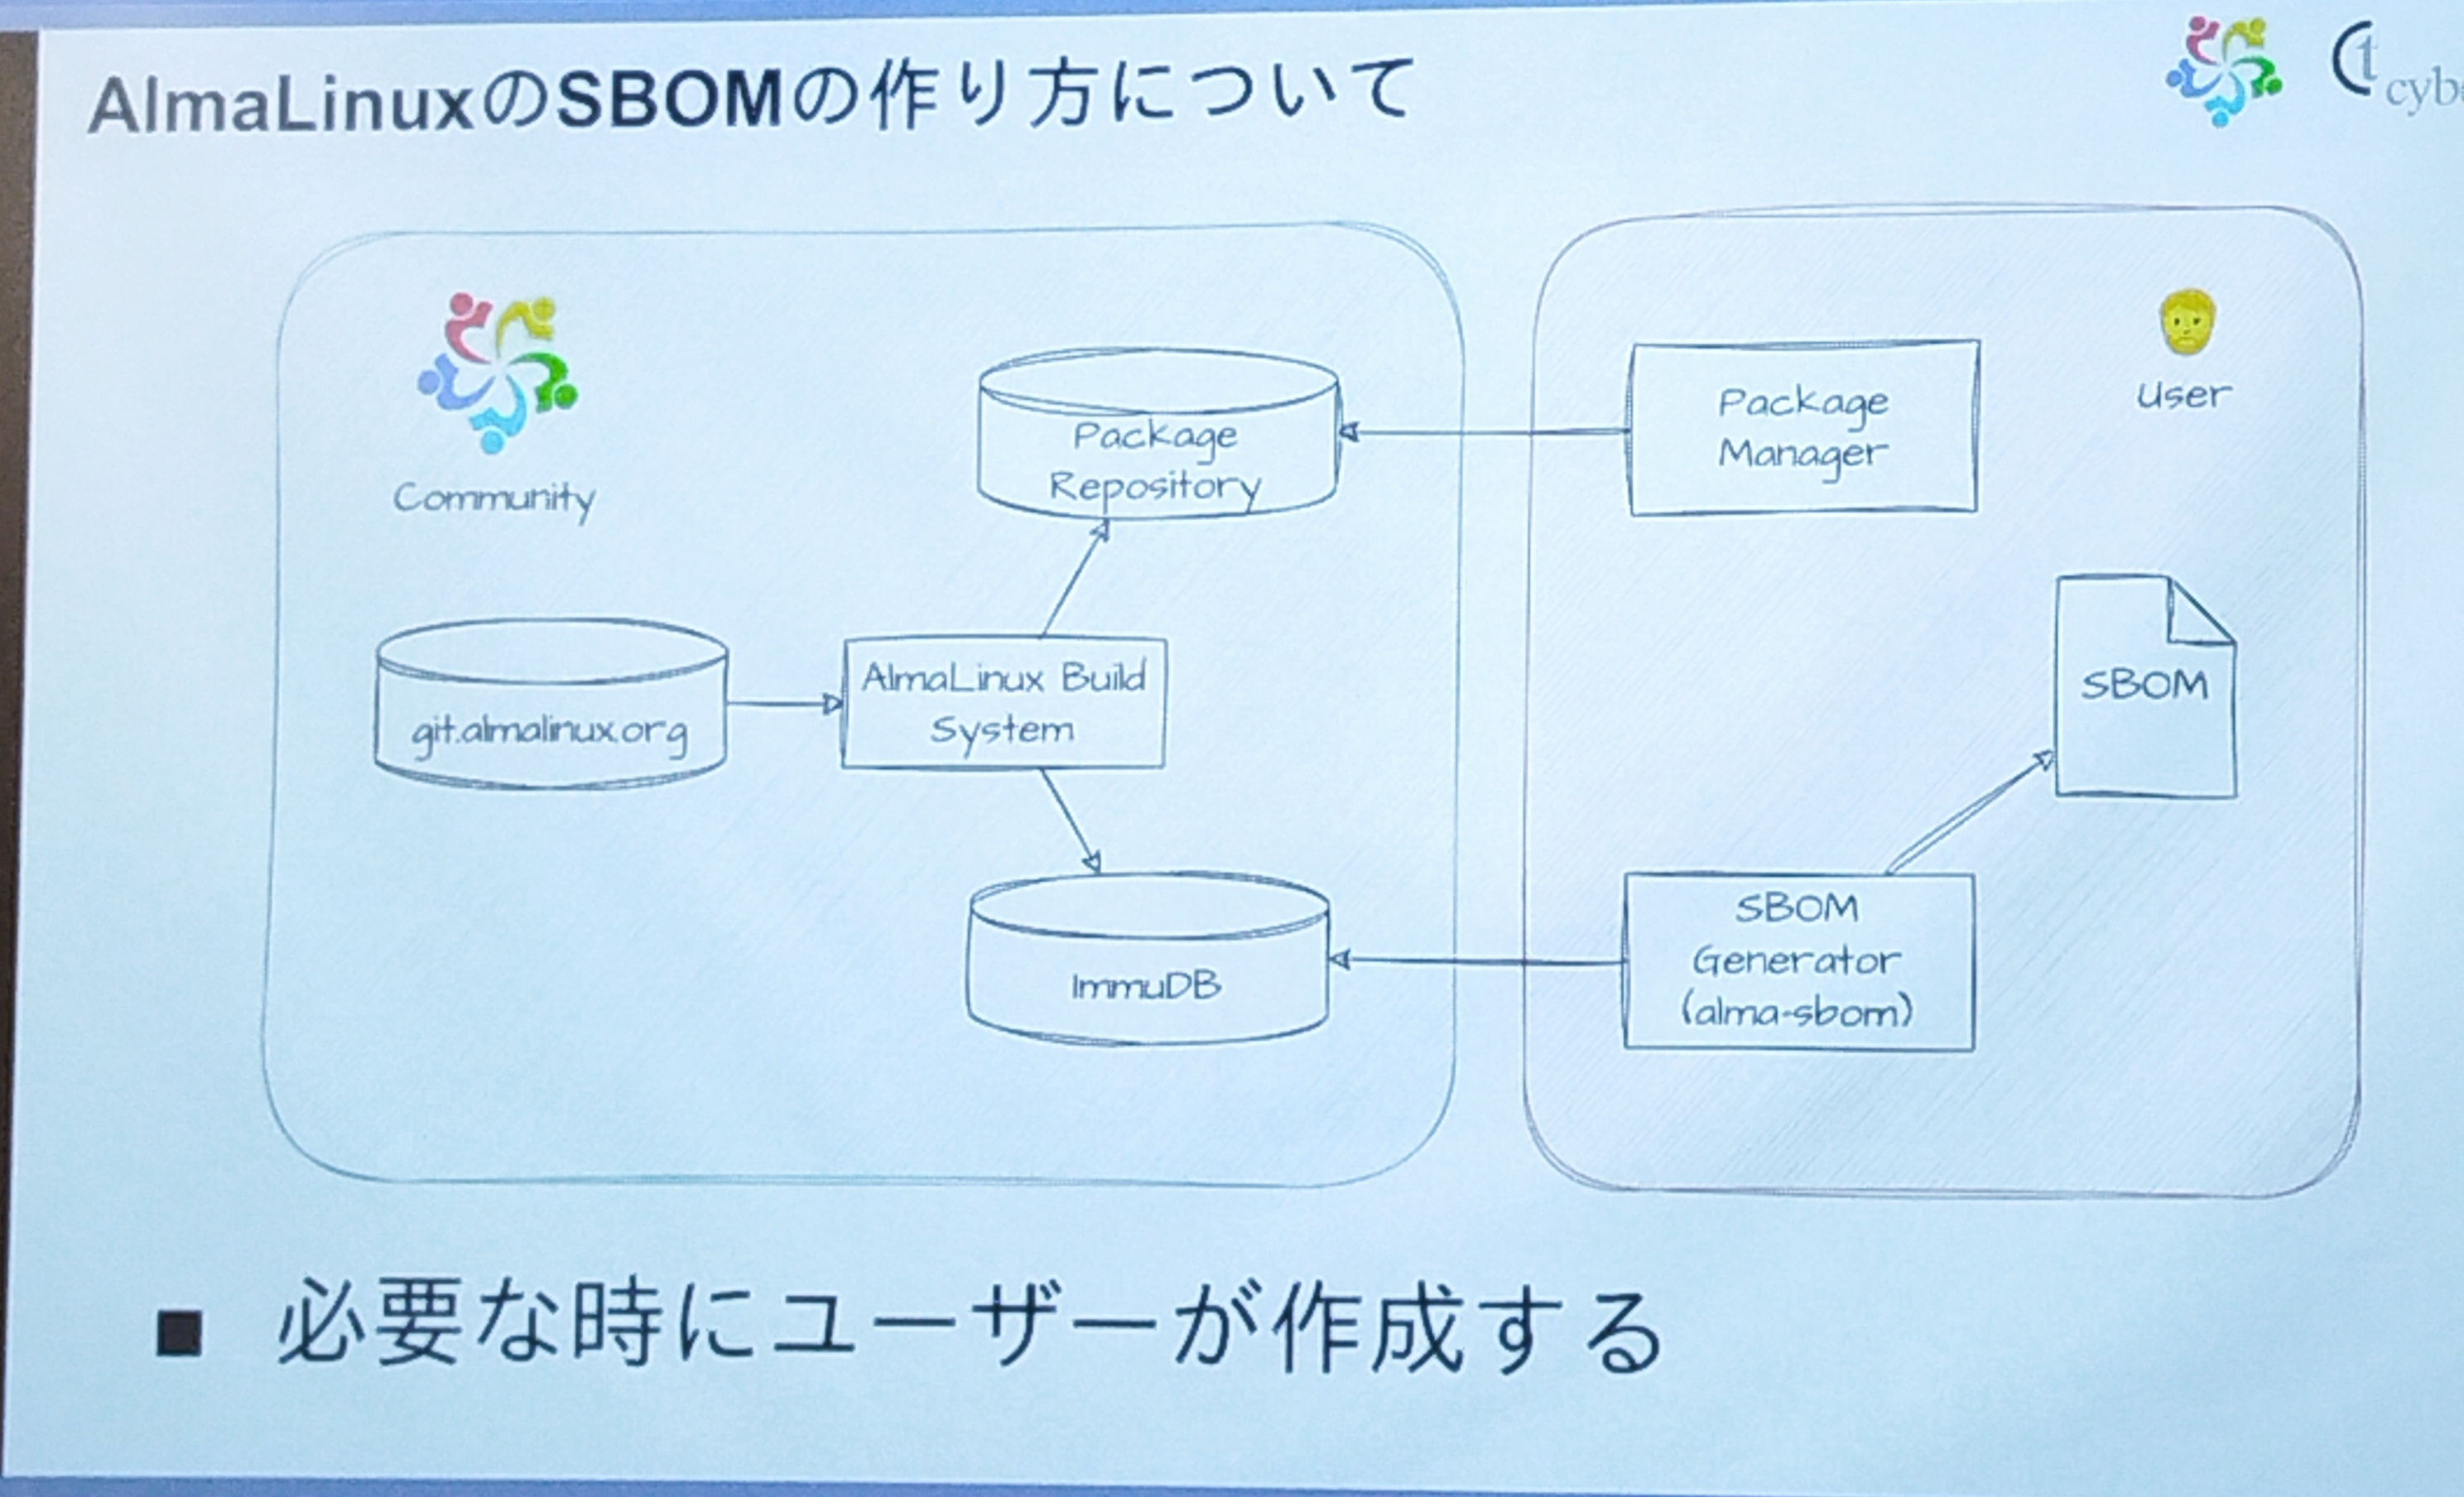 AlmaLinuxのSBOMの作り方について
Community
Package
Repository
git.almalinux.org
AlmaLinux Build
System
ImmuDB
Package
Manager
User
SBOM
SBOM
Generator
(alma-sbom)
■ 必要な時にユーザーが作成する